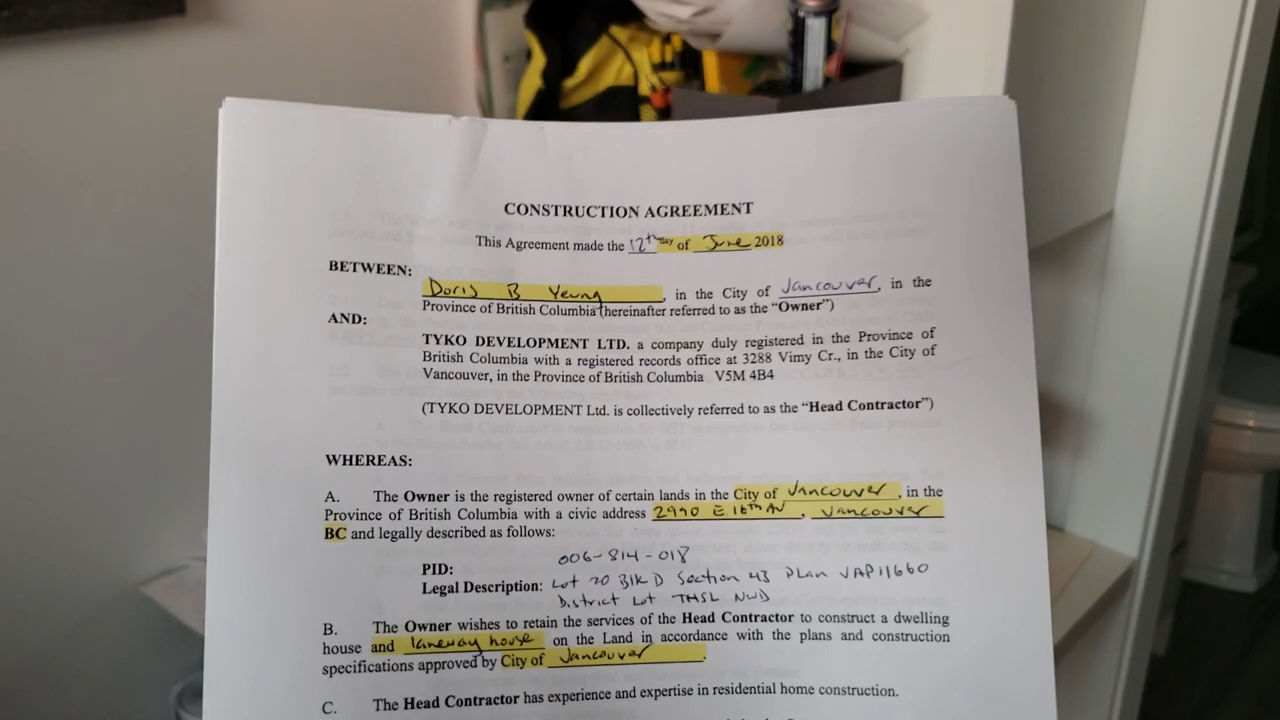 CONSTRUCTION AGREEMENT
This Agreement made the 12th day of June 2018
BETWEEN:
Doris B Yeung, in the City of Vancouver, in the
Province of British Columbia (hereinafter referred to as the "Owner")
AND:
TYKO DEVELOPMENT LTD. a company duly registered in the Province of
British Columbia with a registered records office at 3288 Vimy Cr., in the City of
Vancouver, in the Province of British Columbia V5M 4B4
(TYKO DEVELOPMENT Ltd. is collectively referred to as the "Head Contractor")
WHEREAS:
A. The Owner is the registered owner of certain lands in the City of Vancouver, in the
Province of British Columbia with a civic address 2990 E 16th AV, Vancouver
BC and legally described as follows:
PID: 006-814-018
Legal Description: Lot 20 Blk D Section 43 Plan VAP11660
District Lot THSL NWD
B. The Owner wishes to retain the services of the Head Contractor to construct a dwelling
house and laneway house on the Land in accordance with the plans and construction
specifications approved by City of Vancouver.
C. The Head Contractor has experience and expertise in residential home construction.